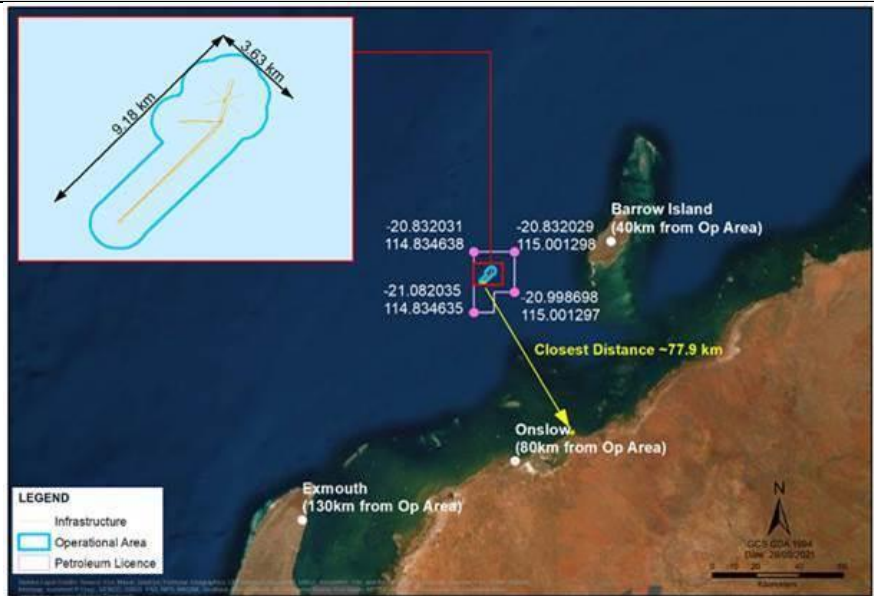 3.63 km
9.18 km
Barrow Island
(40km from Op Area)
-20.832031
114.834638
-20.832029
115.001298
-21.082035
114.834635
-20.998698
115.001297
Closest Distance ~77.9 km
Onslow
(80km from Op Area)
Exmouth
(130km from Op Area)
LEGEND
Infrastructure
Operational Area
Petroleum Licence
N
GCS GDA 1994
Kilometers